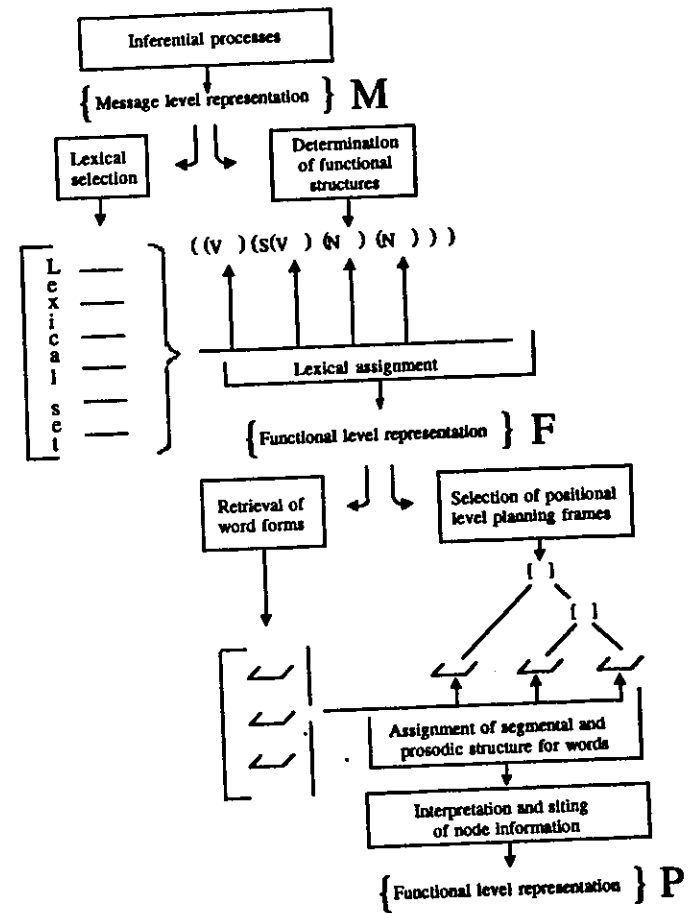 Inferential processes
{ Message level representation } M
Lexical
selection
Determination
of functional
structures
( (V ) (S(V ) (N ) (N ) ) )
Lexical set
Lexical assignment
{ Functional level representation } F
Retrieval of
word forms
Selection of positional
level planning frames
[ ]
[ ]
Assignment of segmental and
prosodic structure for words
Interpretation and siting
of node information
{ Functional level representation } P